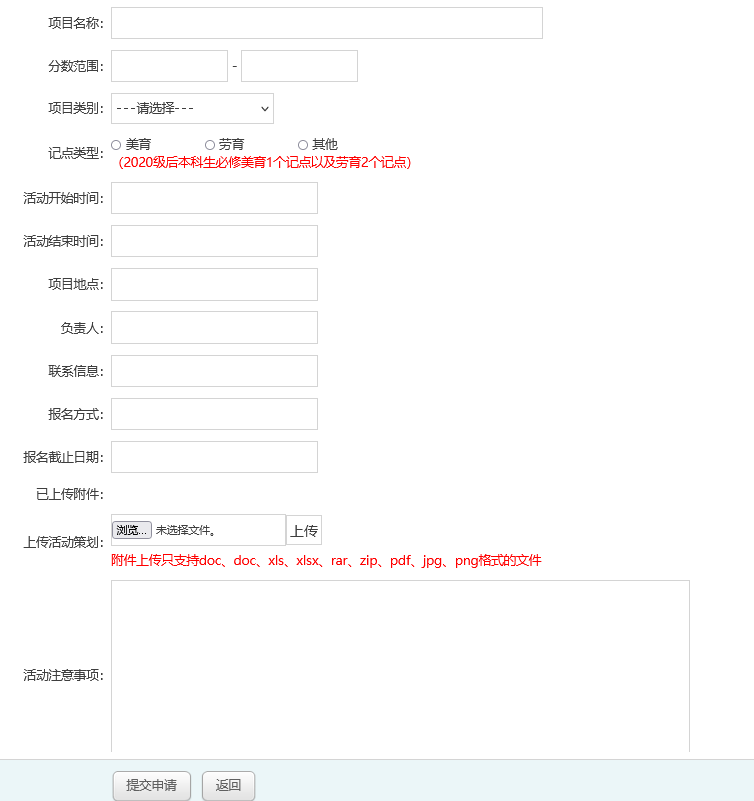 项目名称:
分数范围: -
项目类别: ---请选择---
记点类型: 美育 劳育 其他
（2020级后本科生必修美育1个记点以及劳育2个记点）
活动开始时间:
活动结束时间:
项目地点:
负责人:
联系信息:
报名方式:
报名截止日期:
已上传附件:
上传活动策划: 浏览... 未选择文件。 上传
附件上传只支持doc、doc、xls、xlsx、rar、zip、pdf、jpg、png格式的文件
活动注意事项:
提交申请 返回